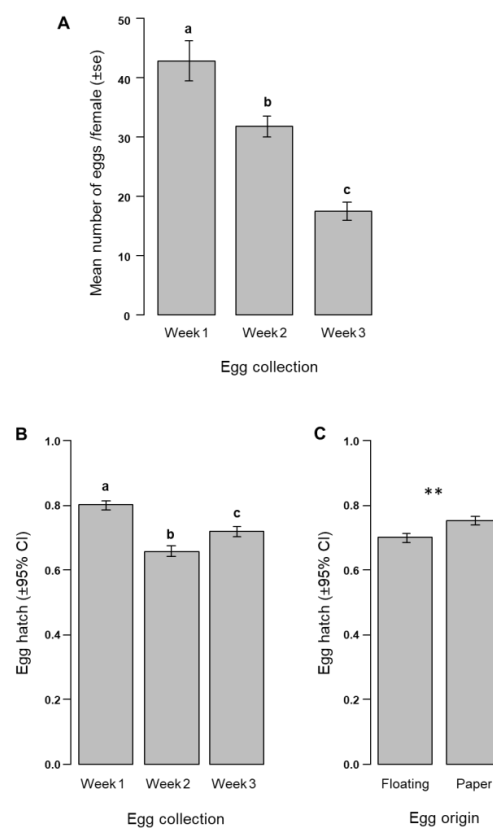 A
Mean number of eggs /female (±se)
50
40
30
20
10
0
a
b
c
Week 1
Week 2
Week 3
Egg collection
B
Egg hatch (±95% CI)
1.0
0.8
0.6
0.4
0.2
0.0
a
b
c
Week 1
Week 2
Week 3
Egg collection
C
Egg hatch (±95% CI)
1.0
0.8
0.6
0.4
0.2
0.0
**
Floating
Paper
Egg origin